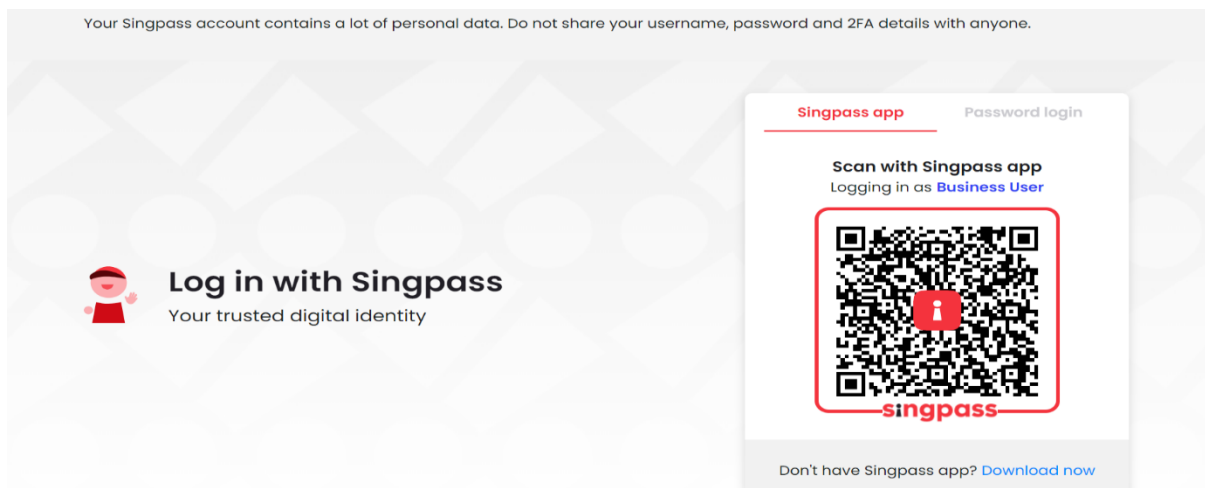 Your Singpass account contains a lot of personal data. Do not share your username, password and 2FA details with anyone.
Singpass app
Password login
Scan with Singpass app
Logging in as Business User
Log in with Singpass
Your trusted digital identity
singpass
Don't have Singpass app? Download now